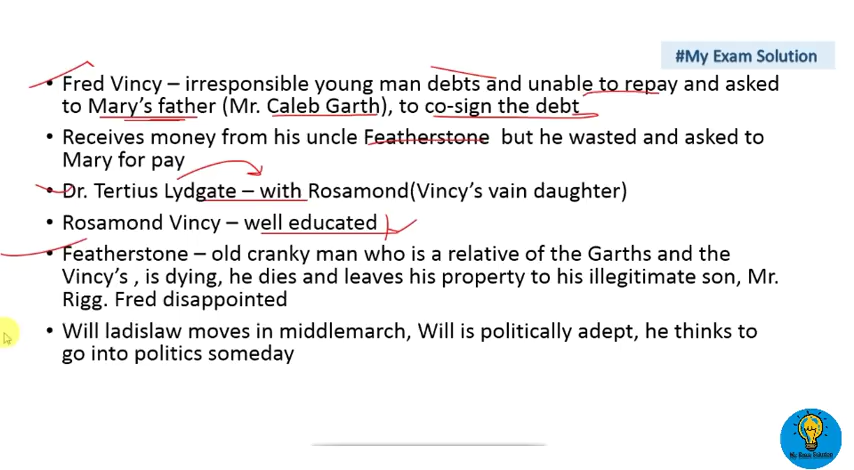 #My Exam Solution
• Fred Vincy – irresponsible young man debts and unable to repay and asked
to Mary's father (Mr. Caleb Garth), to co-sign the debt
• Receives money from his uncle Featherstone but he wasted and asked to
Mary for pay
• Dr. Tertius Lydgate – with Rosamond(Vincy's vain daughter)
• Rosamond Vincy – well educated
• Featherstone – old cranky man who is a relative of the Garths and the
Vincy's , is dying, he dies and leaves his property to his illegitimate son, Mr.
Rigg. Fred disappointed
• Will ladislaw moves in middlemarch, Will is politically adept, he thinks to
go into politics someday
My Exam Solution